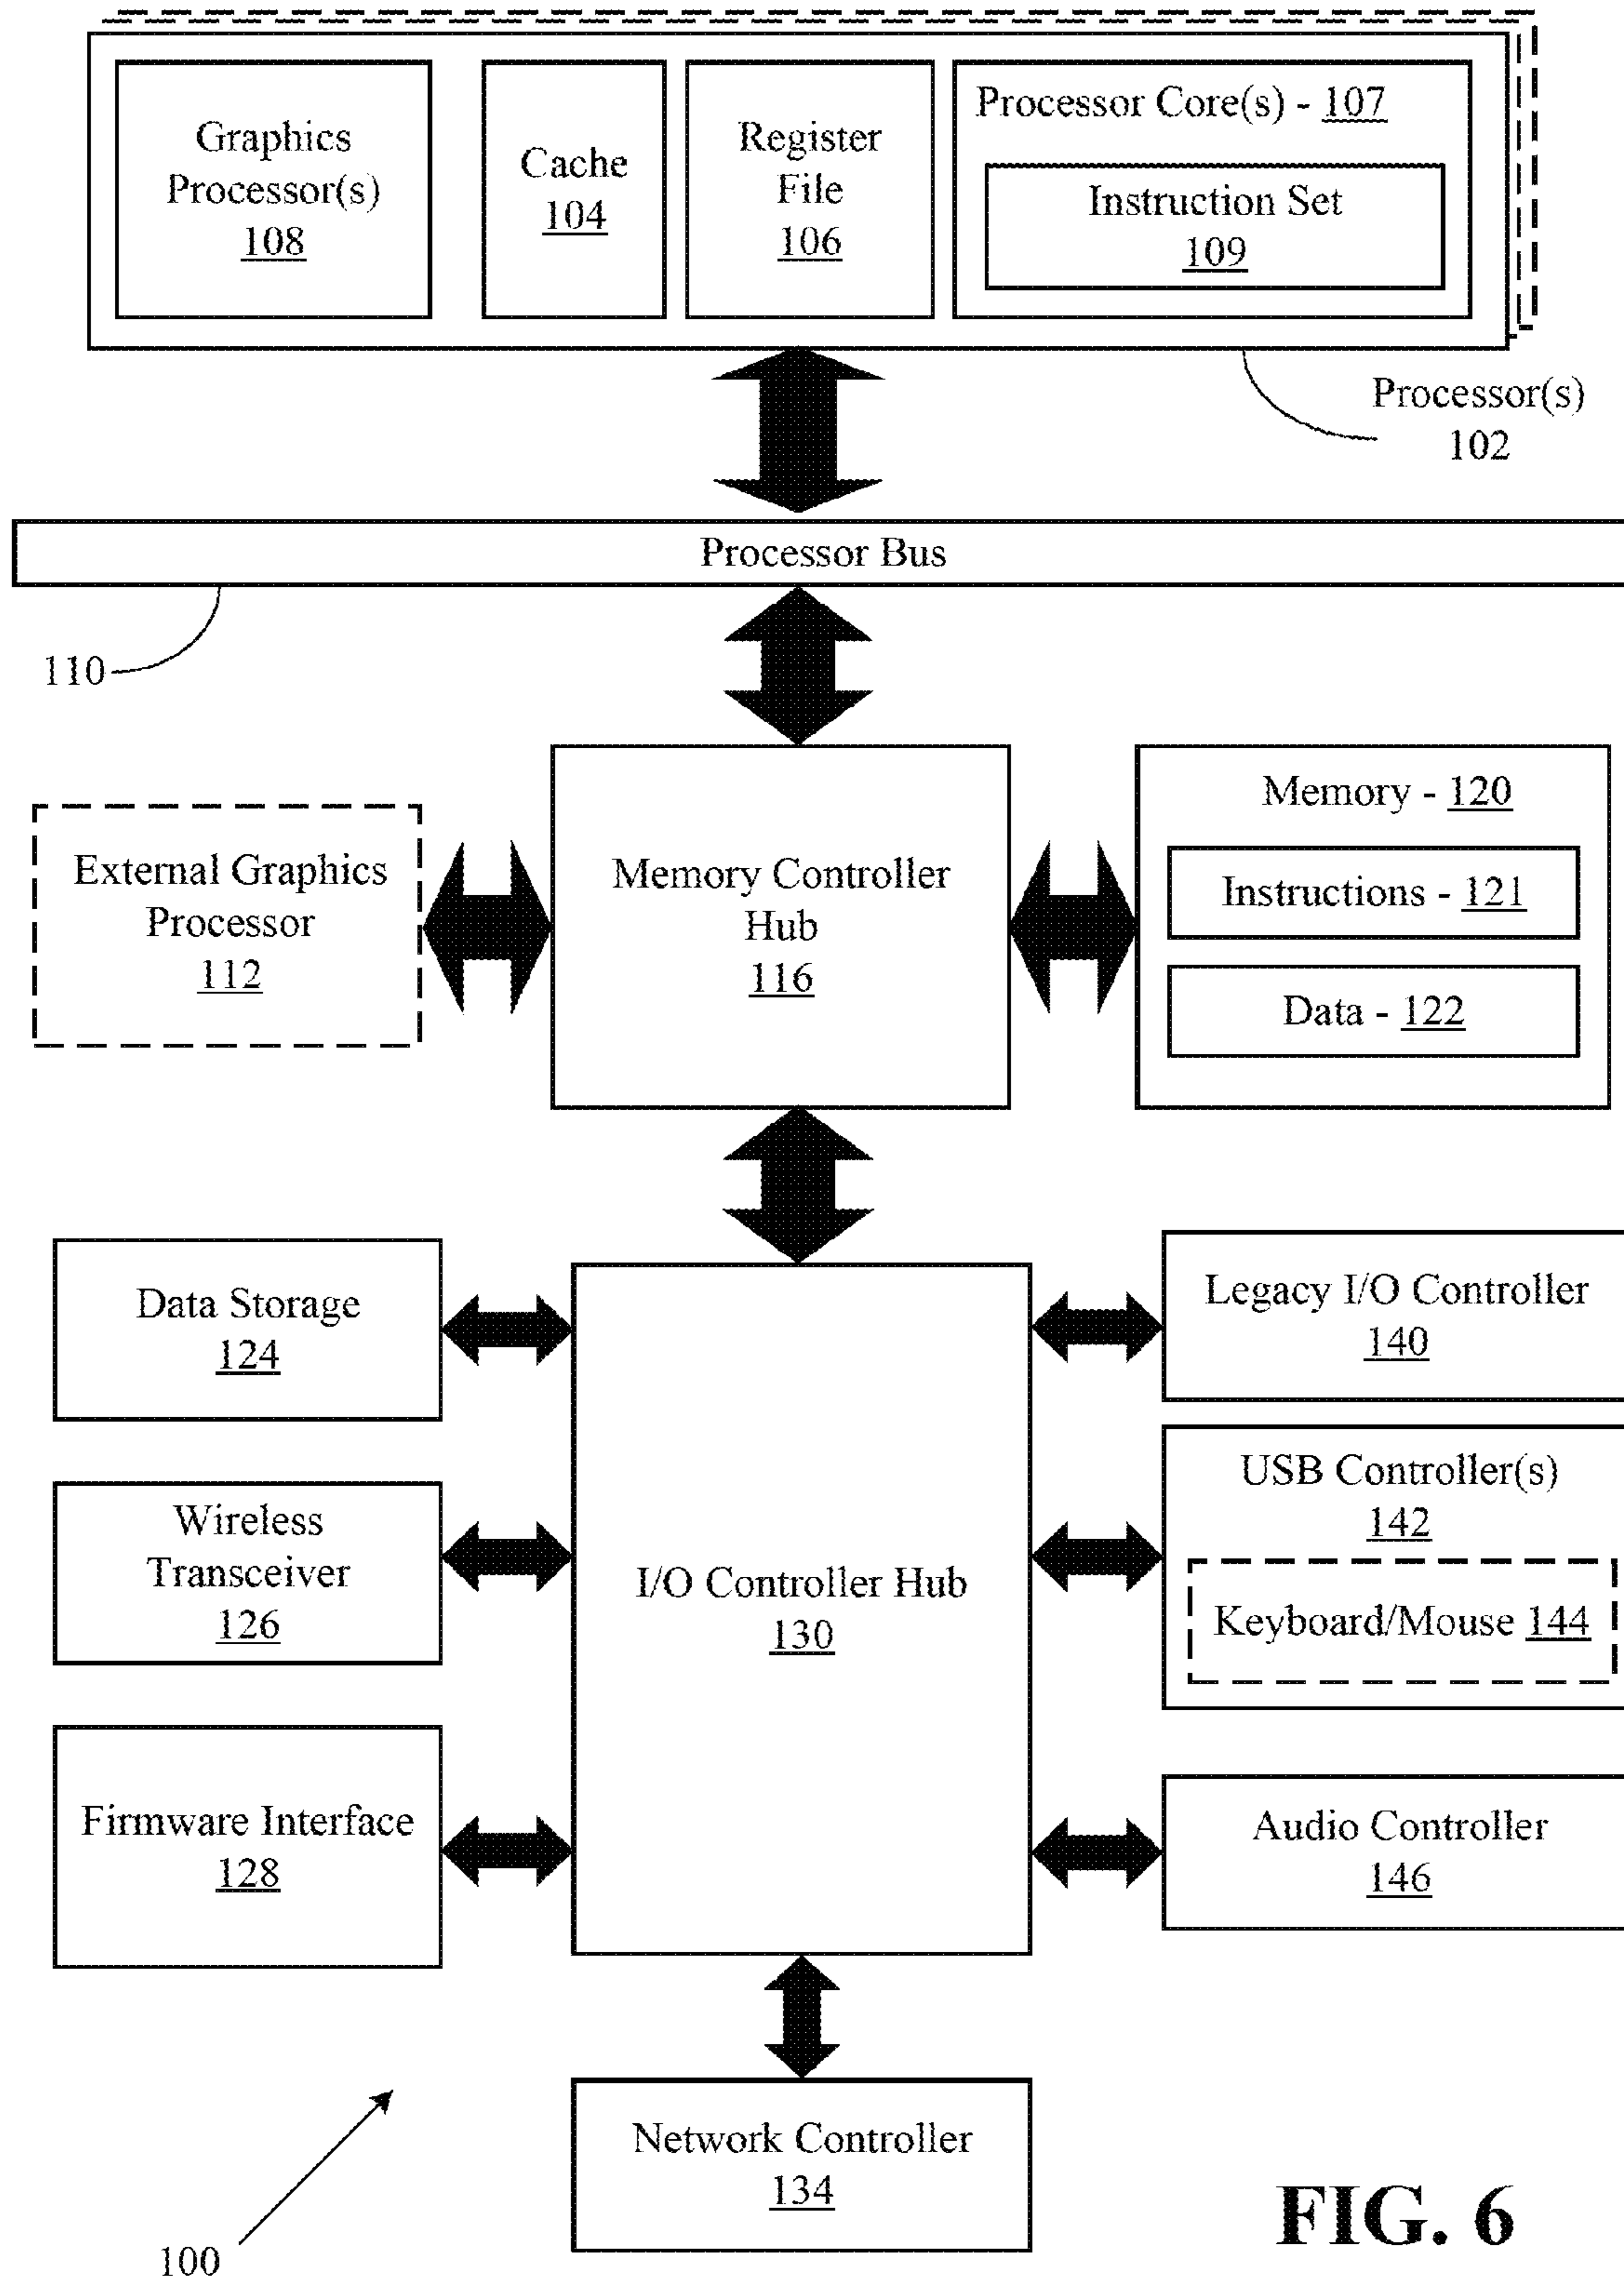 Graphics
Processor(s)
108
Cache
104
Register
File
106
Processor Core(s) - 107
Instruction Set
109
Processor(s)
102
Processor Bus
110
External Graphics
Processor
112
Memory Controller
Hub
116
Memory - 120
Instructions - 121
Data - 122
Data Storage
124
Wireless
Transceiver
126
Firmware Interface
128
I/O Controller Hub
130
Legacy I/O Controller
140
USB Controller(s)
142
Keyboard/Mouse 144
Audio Controller
146
Network Controller
134
100
FIG. 6